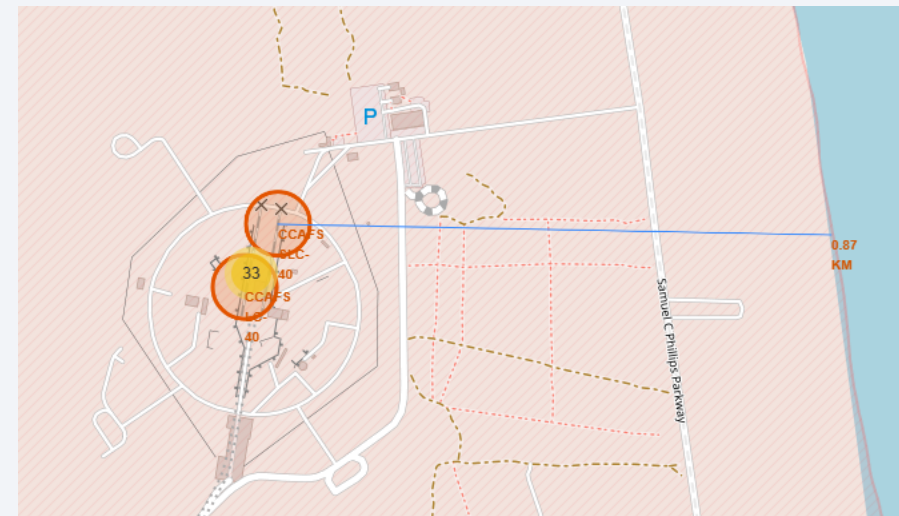 P
CCAFS
SLC-
40
33
CCAFS
LC-
40
0.87
KM
Samuel C Phillips Parkway